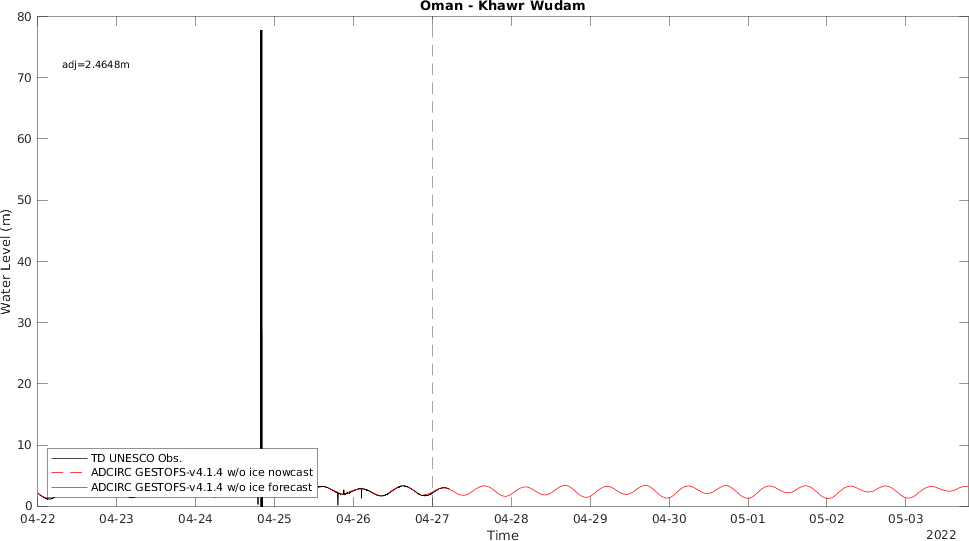 Oman - Khawr Wudam
80
70
60
50
40
30
20
10
0
adj=2.4648m
Water Level (m)
TD UNESCO Obs.
ADCIRC GESTOFS-v4.1.4 w/o ice nowcast
ADCIRC GESTOFS-v4.1.4 w/o ice forecast
04-22 04-23 04-24 04-25 04-26 04-27 04-28 04-29 04-30 05-01 05-02 05-03
Time
2022